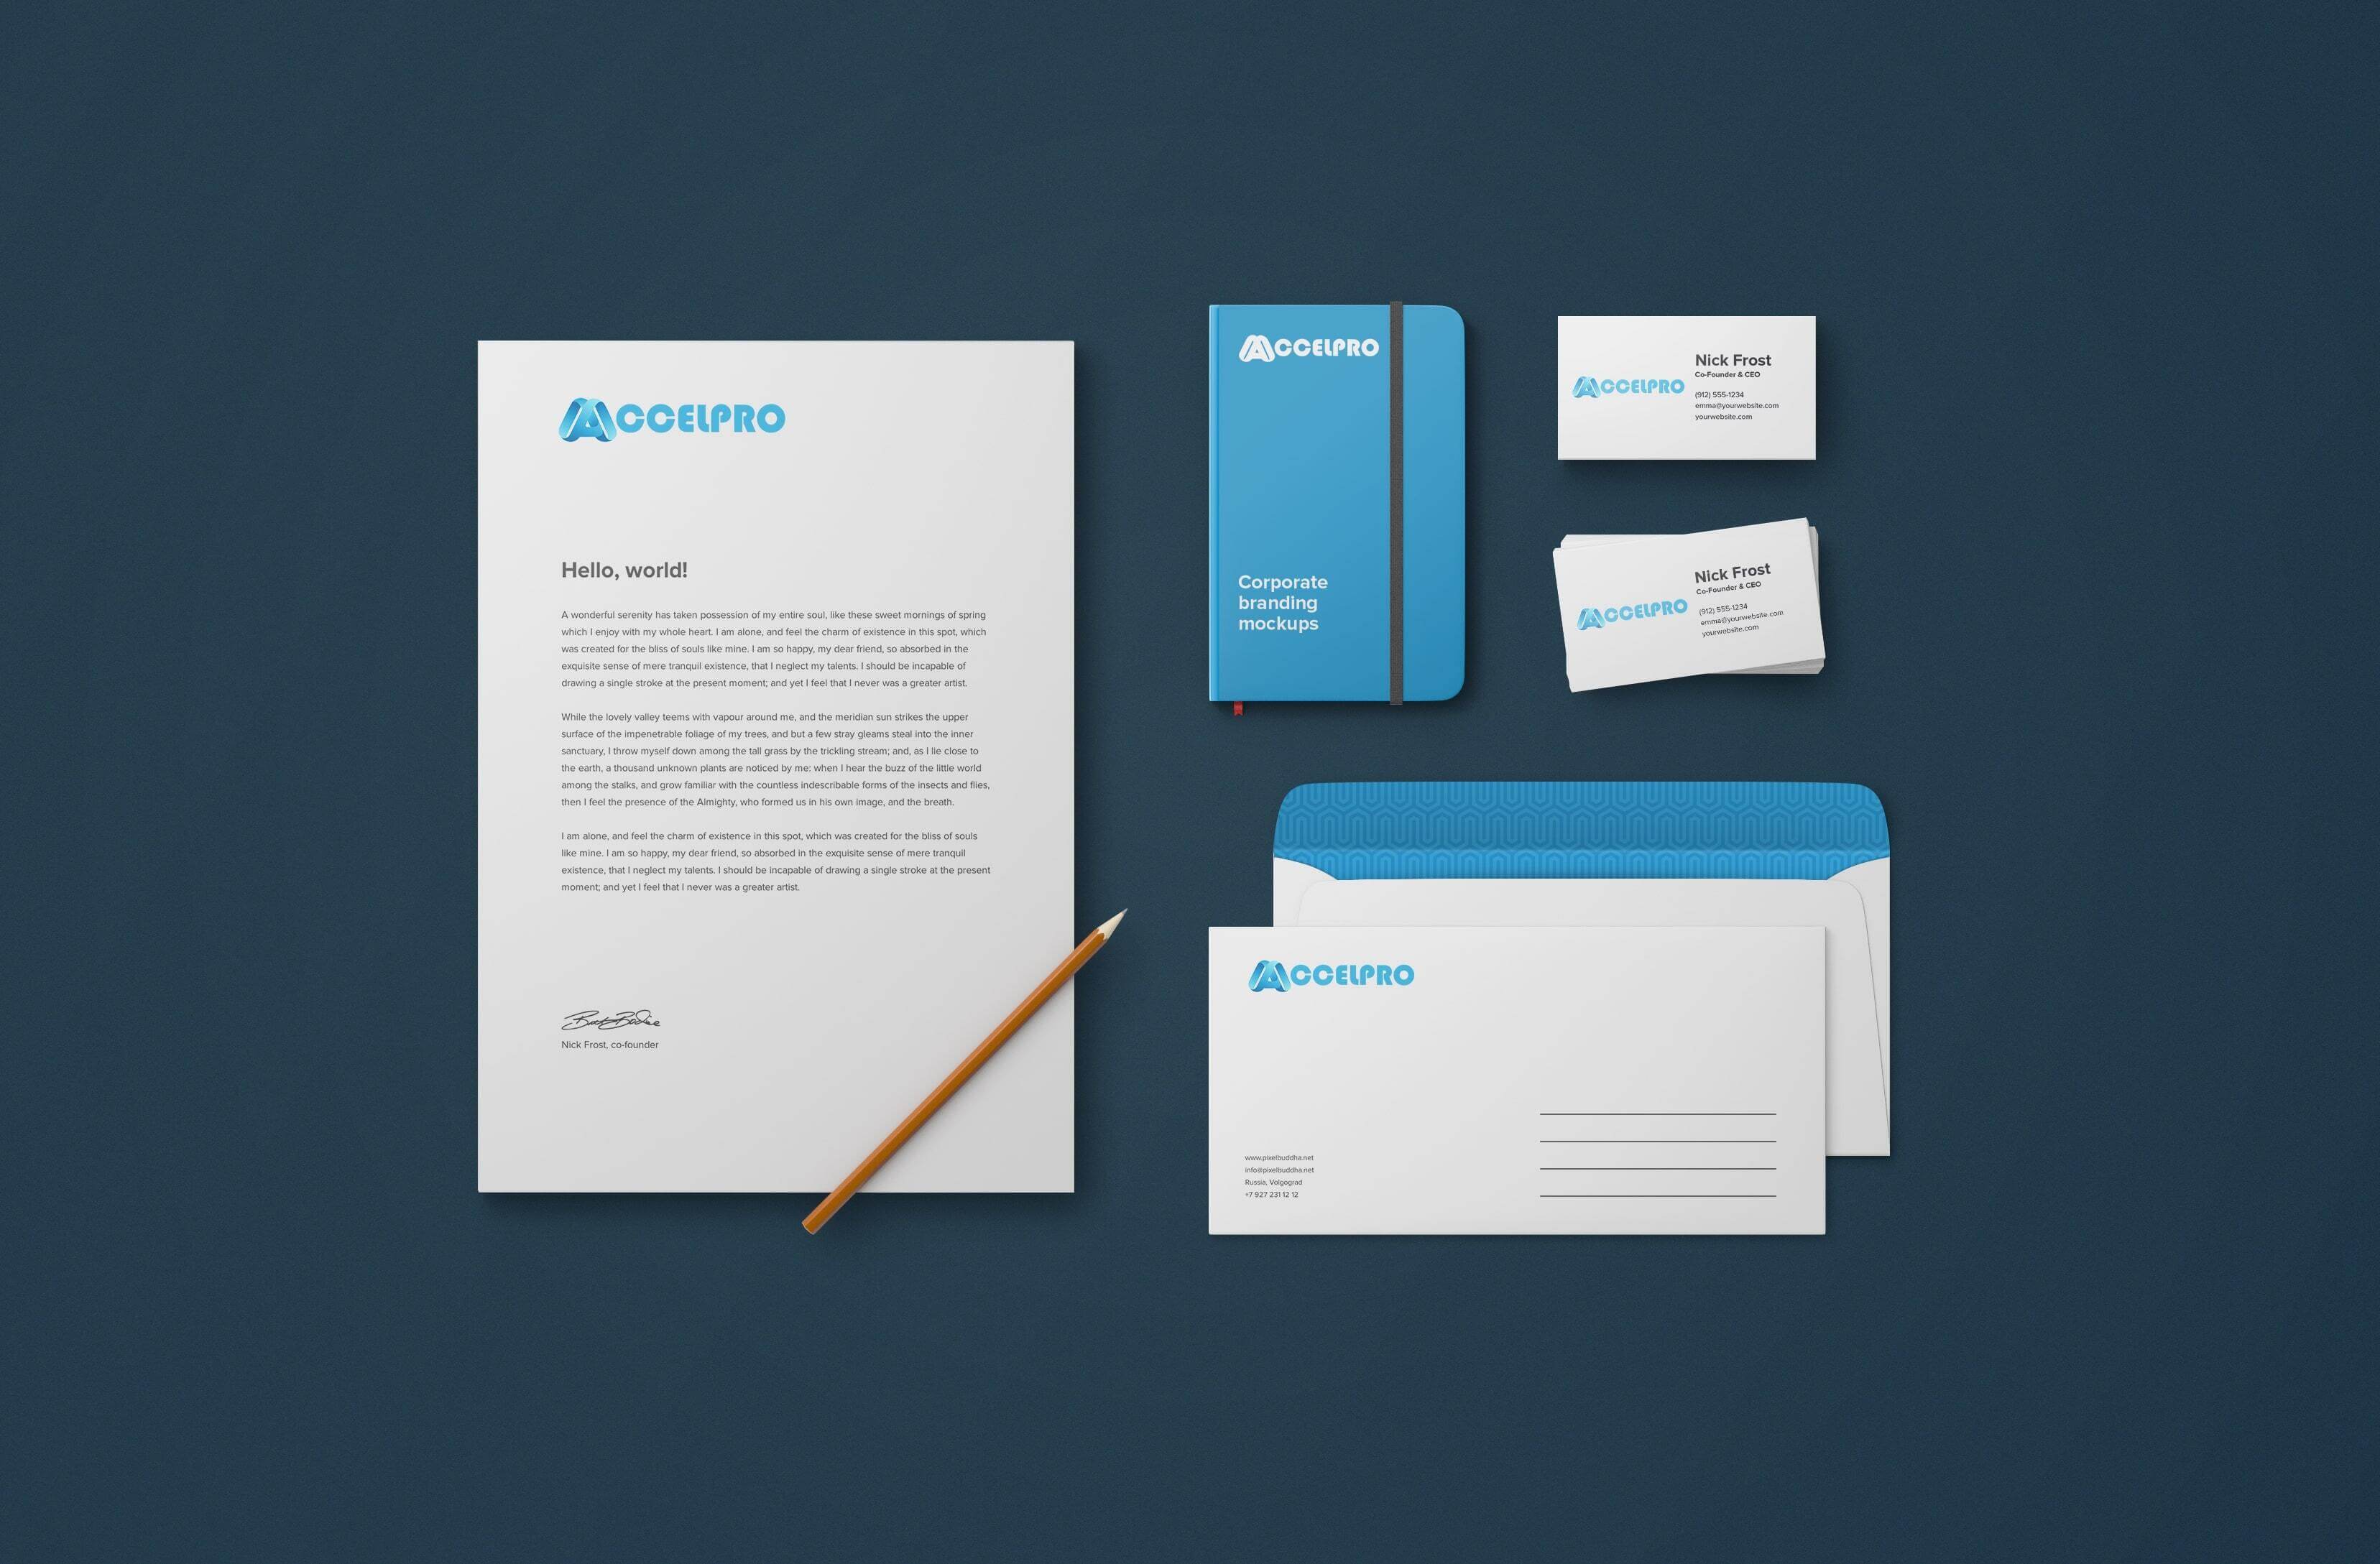 ACCELPRO
Hello, world!
A wonderful serenity has taken possession of my entire soul, like these sweet mornings of spring
which I enjoy with my whole heart. I am alone, and feel the charm of existence in this spot, which
was created for the bliss of souls like mine. I am so happy, my dear friend, so absorbed in the
exquisite sense of mere tranquil existence, that I neglect my talents. I should be incapable of
drawing a single stroke at the present moment; and yet I feel that I never was a greater artist.
While the lovely valley teems with vapour around me, and the meridian sun strikes the upper
surface of the impenetrable foliage of my trees, and but a few stray gleams steal into the inner
sanctuary, I throw myself down among the tall grass by the trickling stream; and, as I lie close to
the earth, a thousand unknown plants are noticed by me: when I hear the buzz of the little world
among the stalks, and grow familiar with the countless indescribable forms of the insects and flies,
then I feel the presence of the Almighty, who formed us in his own image, and the breath.
I am alone, and feel the charm of existence in this spot, which was created for the bliss of souls
like mine. I am so happy, my dear friend, so absorbed in the exquisite sense of mere tranquil
existence, that I neglect my talents. I should be incapable of drawing a single stroke at the present
moment; and yet I feel that I never was a greater artist.
Nick Frost, co-founder
ACCELPRO
Corporate
branding
mockups
ACCELPRO
Nick Frost
Co-Founder & CEO
(912) 555-1234
emma@yourwebsite.com
yourwebsite.com
ACCELPRO
Nick Frost
Co-Founder & CEO
(912) 555-1234
emma@yourwebsite.com
yourwebsite.com
ACCELPRO
www.pixelbuddha.net
info@pixelbuddha.net
Russia, Volgograd
+7 927 231 12 12